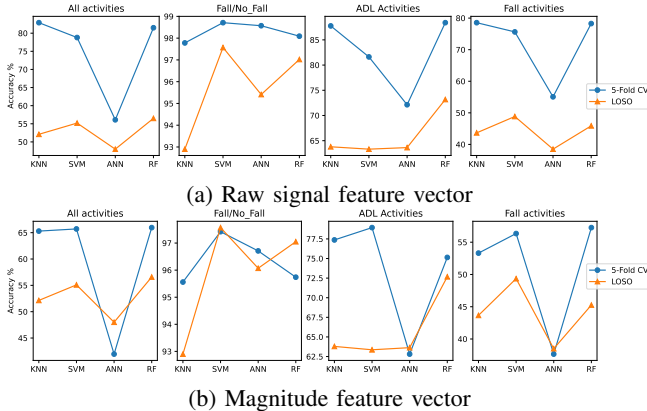 All activities
Fall/No_Fall
ADL activities
Fall activities
Accuracy %
80
75
70
65
60
55
50
99
98
97
96
95
94
93
85
80
75
70
65
80
70
60
50
40
KNN SVM ANN RF
KNN SVM ANN RF
KNN SVM ANN RF
KNN SVM ANN RF
5-Fold CV
LOSO
(a) Raw signal feature vector
All activities
Fall/No_Fall
ADL Activities
Fall activities
Accuracy %
65
60
55
50
45
97
96
95
94
93
77.5
75.0
72.5
70.0
67.5
65.0
62.5
55
50
45
40
KNN SVM ANN RF
KNN SVM ANN RF
KNN SVM ANN RF
KNN SVM ANN RF
5-Fold CV
LOSO
(b) Magnitude feature vector